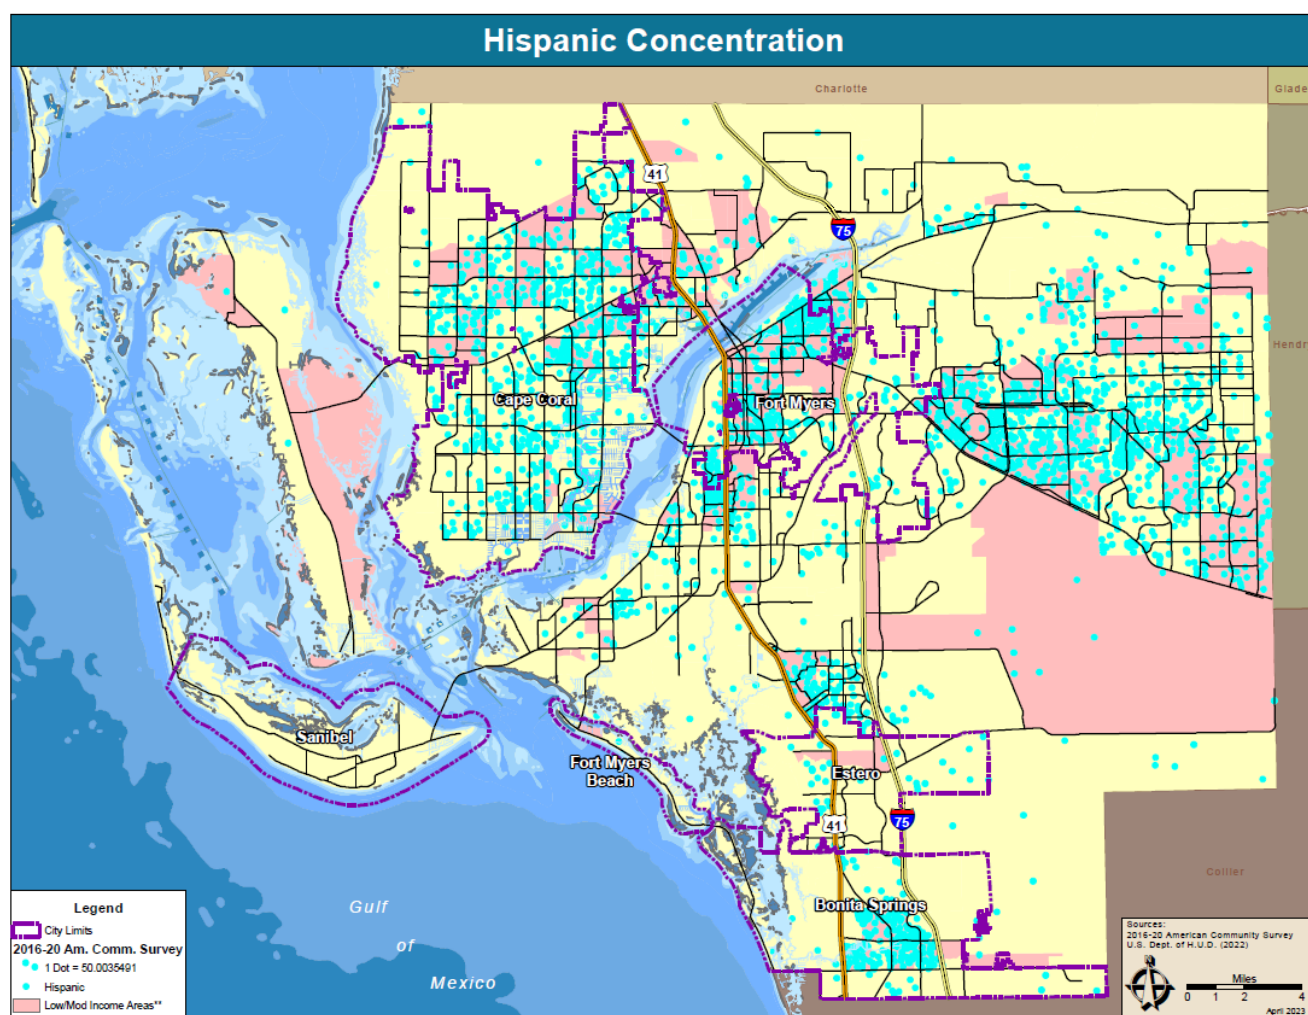 Hispanic Concentration
Charlotte
Glade
41
75
Hendr
Cape Coral
Fort Myers
Sanibel
Fort Myers
Beach
Estero
41
75
Collier
Bonita Springs
Gulf
of
Mexico
Legend
City Limits
2016-20 Am. Comm. Survey
1 Dot = 50.0035491
Hispanic
Low/Mod Income Areas**
Sources:
2016-20 American Community Survey
U.S. Dept. of H.U.D. (2022)
Miles
0 1 2 4
April 2023